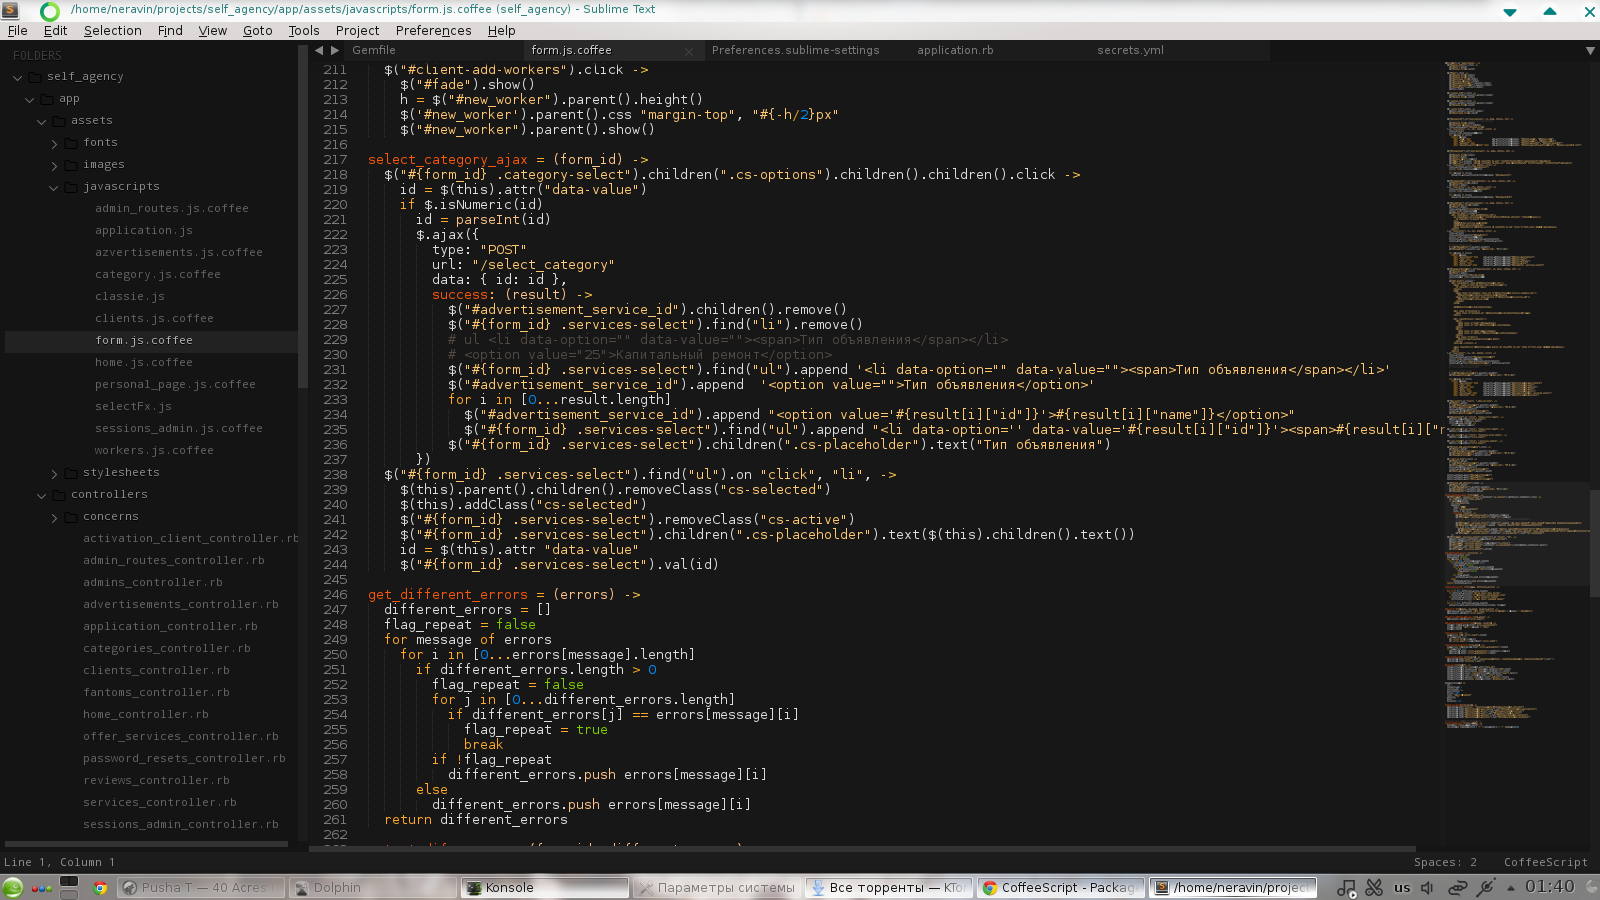 /home/neravin/projects/self_agency/app/assets/javascripts/form.js.coffee (self_agency) - Sublime Text
File Edit Selection Find View Goto Tools Project Preferences Help
FOLDERS
self_agency
app
assets
fonts
images
javascripts
admin_routes.js.coffee
application.js
azvertisements.js.coffee
category.js.coffee
classie.js
clients.js.coffee
form.js.coffee
home.js.coffee
personal_page.js.coffee
selectFx.js
sessions_admin.js.coffee
workers.js.coffee
stylesheets
controllers
concerns
activation_client_controller.rb
admin_routes_controller.rb
admins_controller.rb
advertisements_controller.rb
application_controller.rb
categories_controller.rb
clients_controller.rb
fantoms_controller.rb
home_controller.rb
offer_services_controller.rb
password_resets_controller.rb
reviews_controller.rb
services_controller.rb
sessions_admin_controller.rb
Gemfile form.js.coffee Preferences.sublime-settings application.rb secrets.yml
211 $("#client-add-workers").click ->
212 $("#fade").show()
213 h = $("#new_worker").parent().height()
214 $('#new_worker').parent().css "margin-top", "#{-h/2}px"
215 $("#new_worker").parent().show()
216
217 select_category_ajax = (form_id) ->
218 $("#{form_id} .category-select").children(".cs-options").children().children().click ->
219 id = $(this).attr("data-value")
220 if $.isNumeric(id)
221 id = parseInt(id)
222 $.ajax({
223 type: "POST"
224 url: "/select_category"
225 data: { id: id },
226 success: (result) ->
227 $("#advertisement_service_id").children().remove()
228 $("#{form_id} .services-select").find("li").remove()
229 # ul <li data-option="" data-value=""><span>Тип объявления</span></li>
230 # <option value="25">Капитальный ремонт</option>
231 $("#{form_id} .services-select").find("ul").append '<li data-option="" data-value=""><span>Тип объявления</span></li>'
232 $("#advertisement_service_id").append  '<option value="">Тип объявления</option>'
233 for i in [0...result.length]
234 $("#advertisement_service_id").append "<option value='#{result[i]["id"]}'>#{result[i]["name"]}</option>"
235 $("#{form_id} .services-select").find("ul").append "<li data-option='' data-value='#{result[i]["id"]}'><span>#{result[i]["r
236 $("#{form_id} .services-select").children(".cs-placeholder").text("Тип объявления")
237 })
238 $("#{form_id} .services-select").find("ul").on "click", "li", ->
239 $(this).parent().children().removeClass("cs-selected")
240 $(this).addClass("cs-selected")
241 $("#{form_id} .services-select").removeClass("cs-active")
242 $("#{form_id} .services-select").children(".cs-placeholder").text($(this).children().text())
243 id = $(this).attr "data-value"
244 $("#{form_id} .services-select").val(id)
245
246 get_different_errors = (errors) ->
247 different_errors = []
248 flag_repeat = false
249 for message of errors
250 for i in [0...errors[message].length]
251 if different_errors.length > 0
252 flag_repeat = false
253 for j in [0...different_errors.length]
254 if different_errors[j] == errors[message][i]
255 flag_repeat = true
256 break
257 if !flag_repeat
258 different_errors.push errors[message][i]
259 else
260 different_errors.push errors[message][i]
261 return different_errors
262
Line 1, Column 1 Spaces: 2 CoffeeScript
Pusha T — 40 Acres Dolphin Konsole Параметры системы Все торренты — KTor CoffeeScript - Packag /home/neravin/project us 01:40